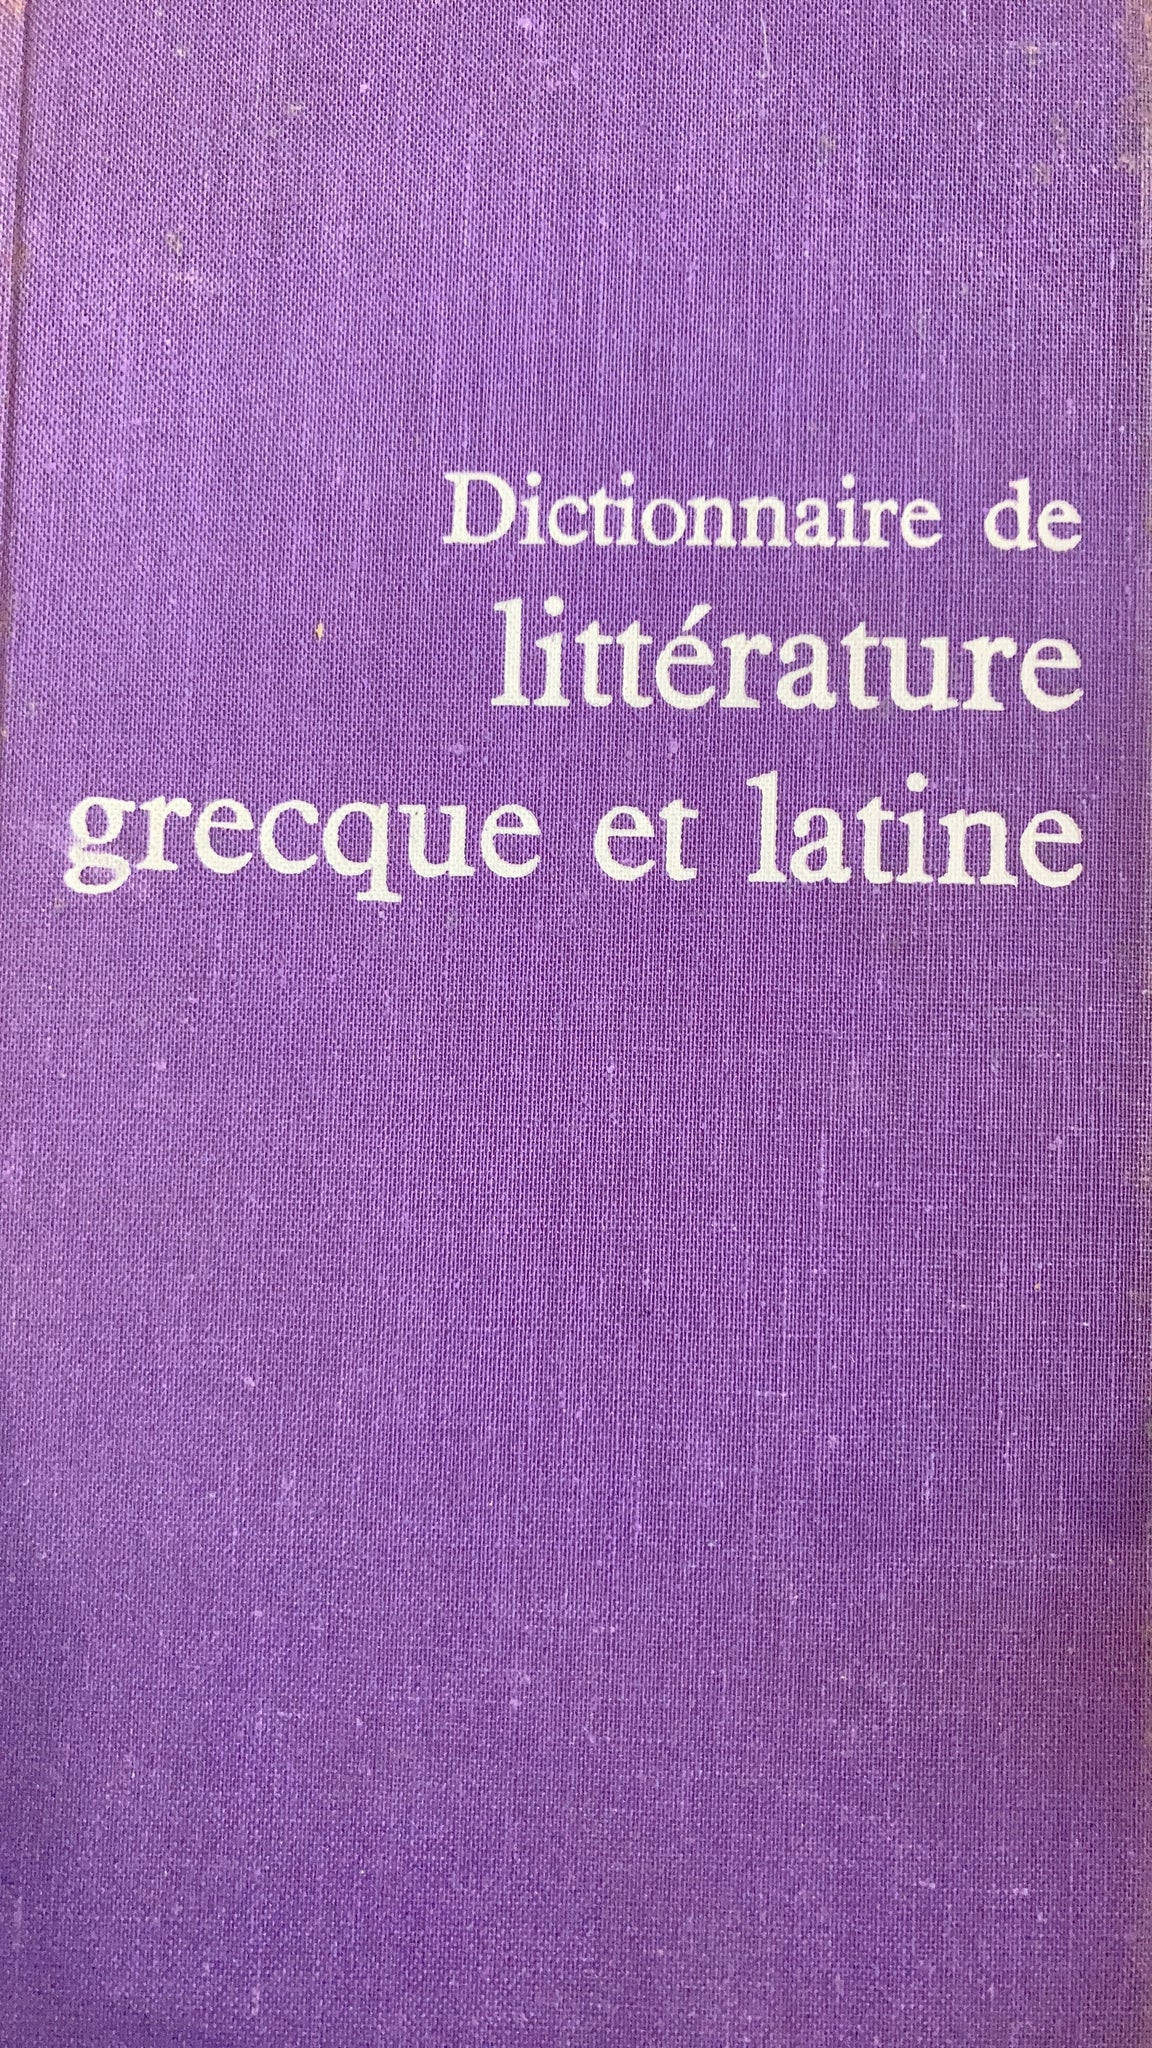 Dictionnaire de
littérature
grecque et latine